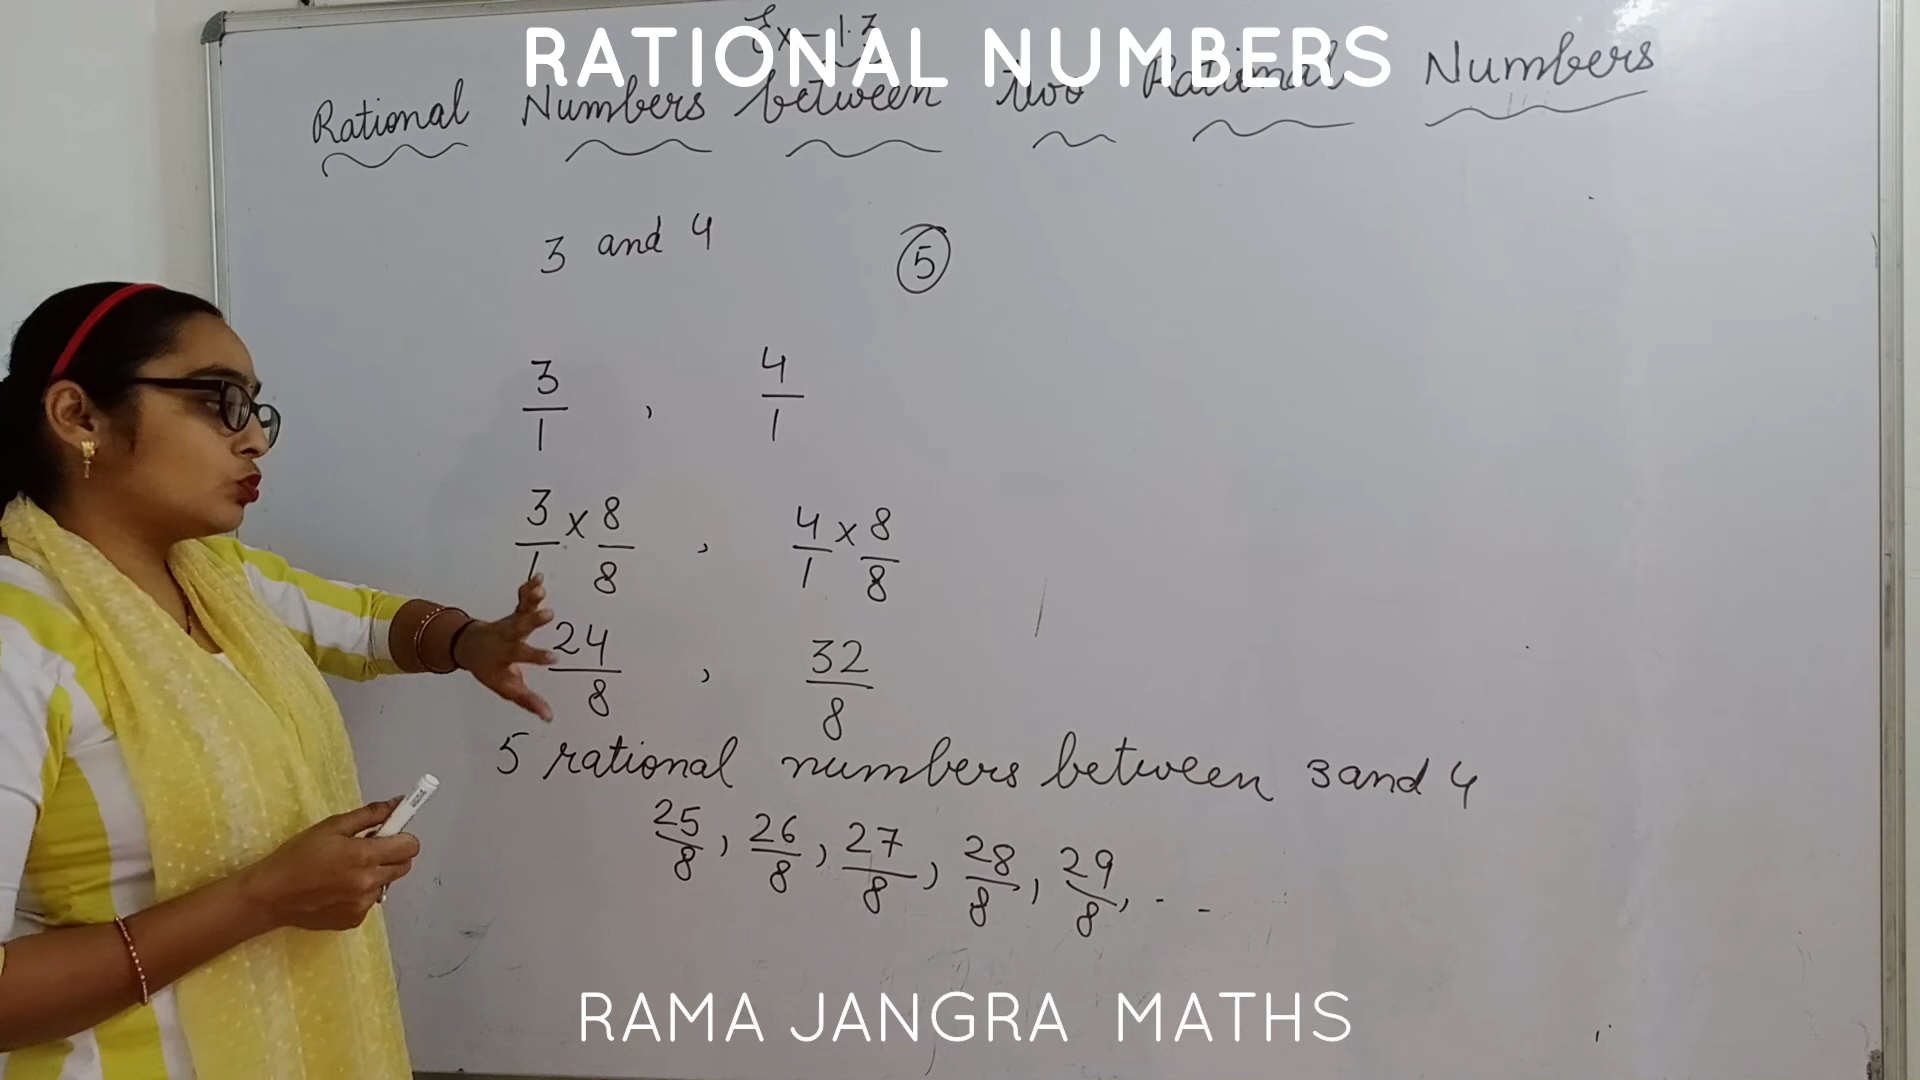 Ex-1.3
RATIONAL NUMBERS
Rational Numbers between two Rational Numbers
3 and 4 5
3/1 , 4/1
3/1 x 8/8 , 4/1 x 8/8
24/8 , 32/8
5 rational numbers between 3 and 4
25/8, 26/8, 27/8, 28/8, 29/8, . -
RAMA JANGRA MATHS